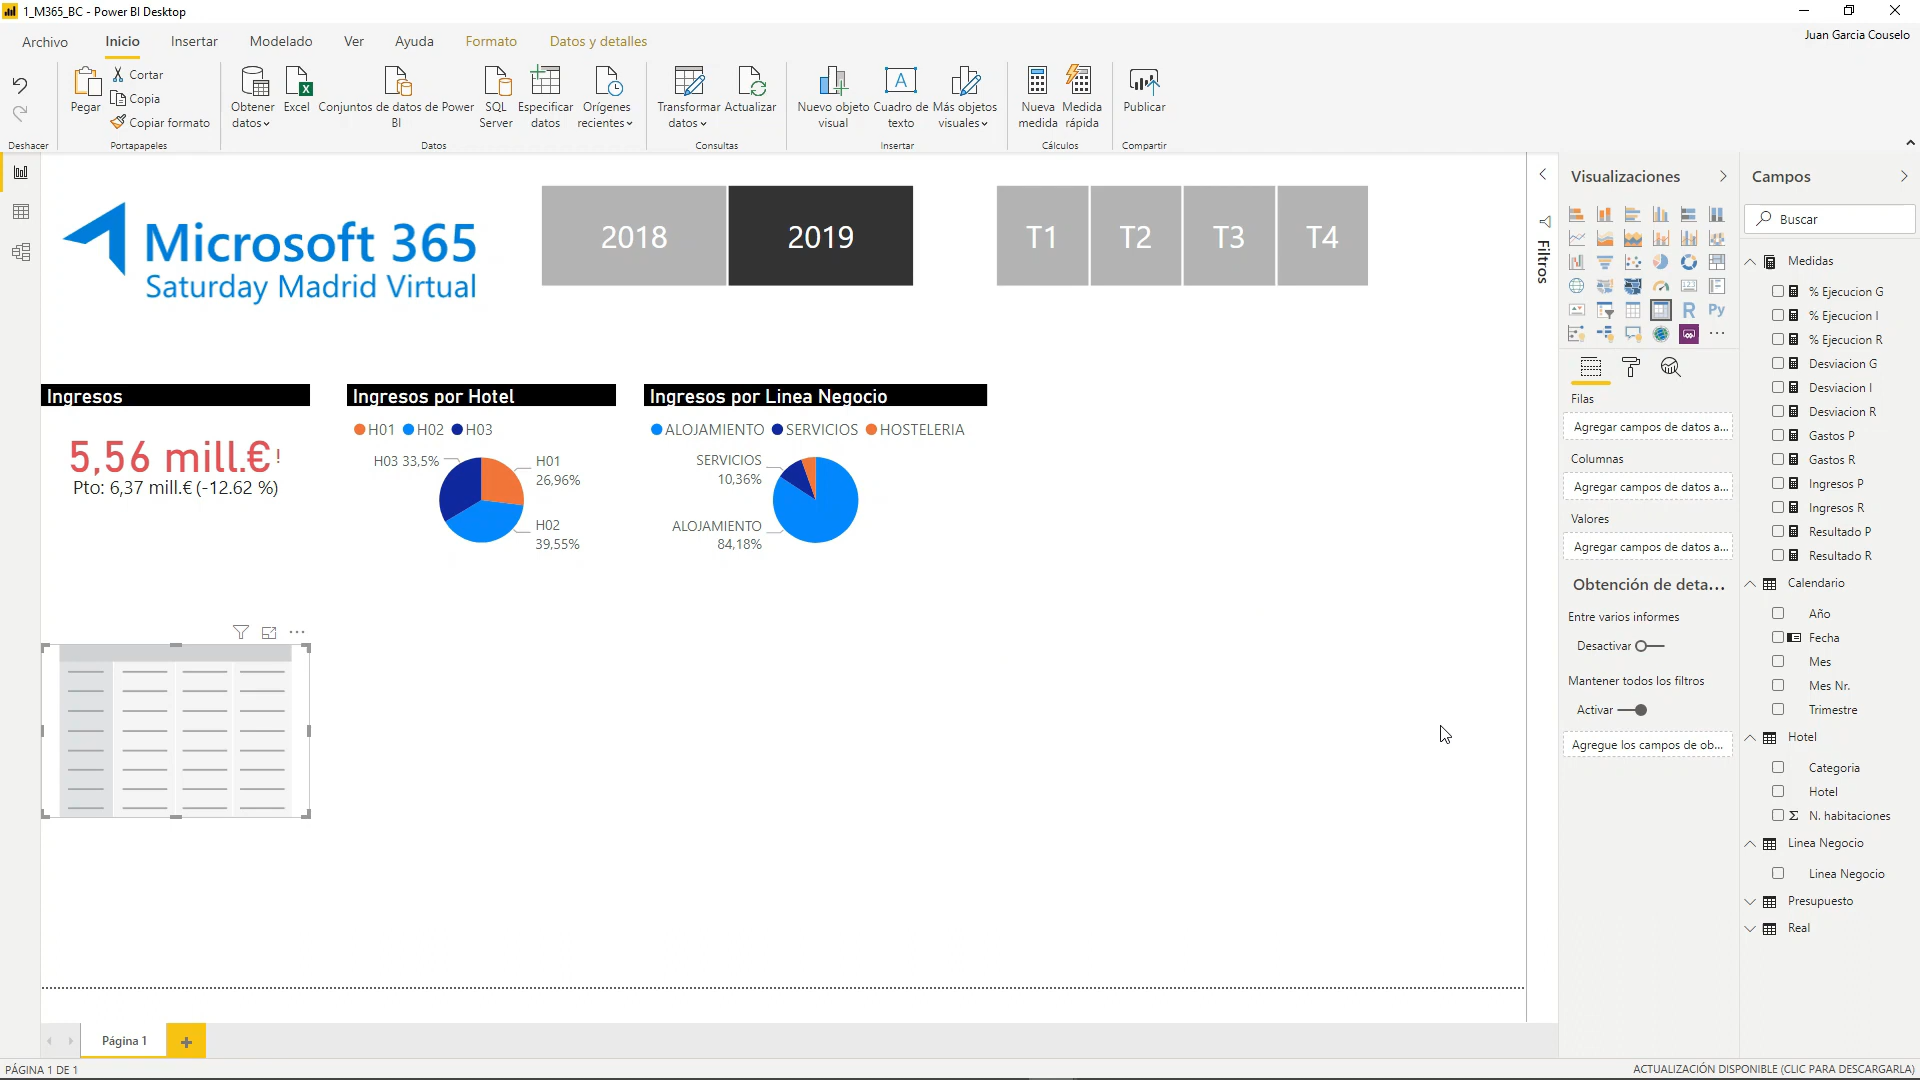 1_M365_BC - Power BI Desktop
Juan Garcia Couselo
Archivo Inicio Insertar Modelado Ver Ayuda Formato Datos y detalles
Deshacer
Pegar
Cortar
Copia
Copiar formato
Portapapeles
Obtener datos
Excel
Conjuntos de datos de Power BI
SQL Server
Especificar datos
Orígenes recientes
Datos
Transformar datos
Actualizar
Consultas
Nuevo objeto visual
Cuadro de texto
Más objetos visuales
Insertar
Nueva medida
Medida rápida
Cálculos
Publicar
Compartir
Microsoft 365
Saturday Madrid Virtual
2018 2019
T1 T2 T3 T4
Ingresos
5,56 mill.€!
Pto: 6,37 mill.€ (-12.62 %)
Ingresos por Hotel
H01 H02 H03
H03 33,5%
H01
26,96%
H02
39,55%
Ingresos por Linea Negocio
ALOJAMIENTO SERVICIOS HOSTELERIA
SERVICIOS
10,36%
ALOJAMIENTO
84,18%
Filtros
Visualizaciones
R Py
123
Filas
Agregar campos de datos a...
Columnas
Agregar campos de datos a...
Valores
Agregar campos de datos a...
Obtención de deta...
Entre varios informes
Desactivar
Mantener todos los filtros
Activar
Agregue los campos de ob...
Campos
Buscar
Medidas
% Ejecucion G
% Ejecucion I
% Ejecucion R
Desviacion G
Desviacion I
Desviacion R
Gastos P
Gastos R
Ingresos P
Ingresos R
Resultado P
Resultado R
Calendario
Año
Fecha
Mes
Mes Nr.
Trimestre
Hotel
Categoria
Hotel
Σ N. habitaciones
Linea Negocio
Linea Negocio
Presupuesto
Real
Página 1
PÁGINA 1 DE 1
ACTUALIZACIÓN DISPONIBLE (CLIC PARA DESCARGARLA)